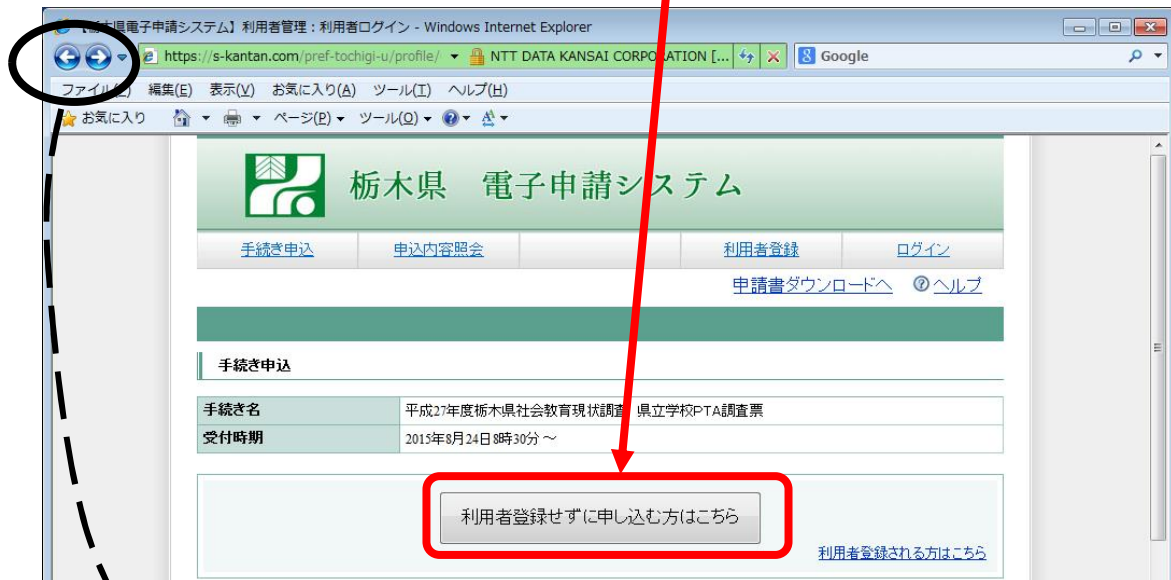 【栃木県電子申請システム】利用者管理：利用者ログイン - Windows Internet Explorer
https://s-kantan.com/pref-tochigi-u/profile/ NTT DATA KANSAI CORPORATION [... Google
ファイル(F) 編集(E) 表示(V) お気に入り(A) ツール(T) ヘルプ(H)
お気に入り ページ(P) ツール(O)
栃木県 電子申請システム
手続き申込 申込内容照会 利用者登録 ログイン
申請書ダウンロードへ ヘルプ
手続き申込
手続き名 平成27年度栃木県社会教育現状調査 県立学校PTA調査票
受付時期 2015年8月24日8時30分 ～
利用者登録せずに申し込む方はこちら
利用者登録される方はこちら